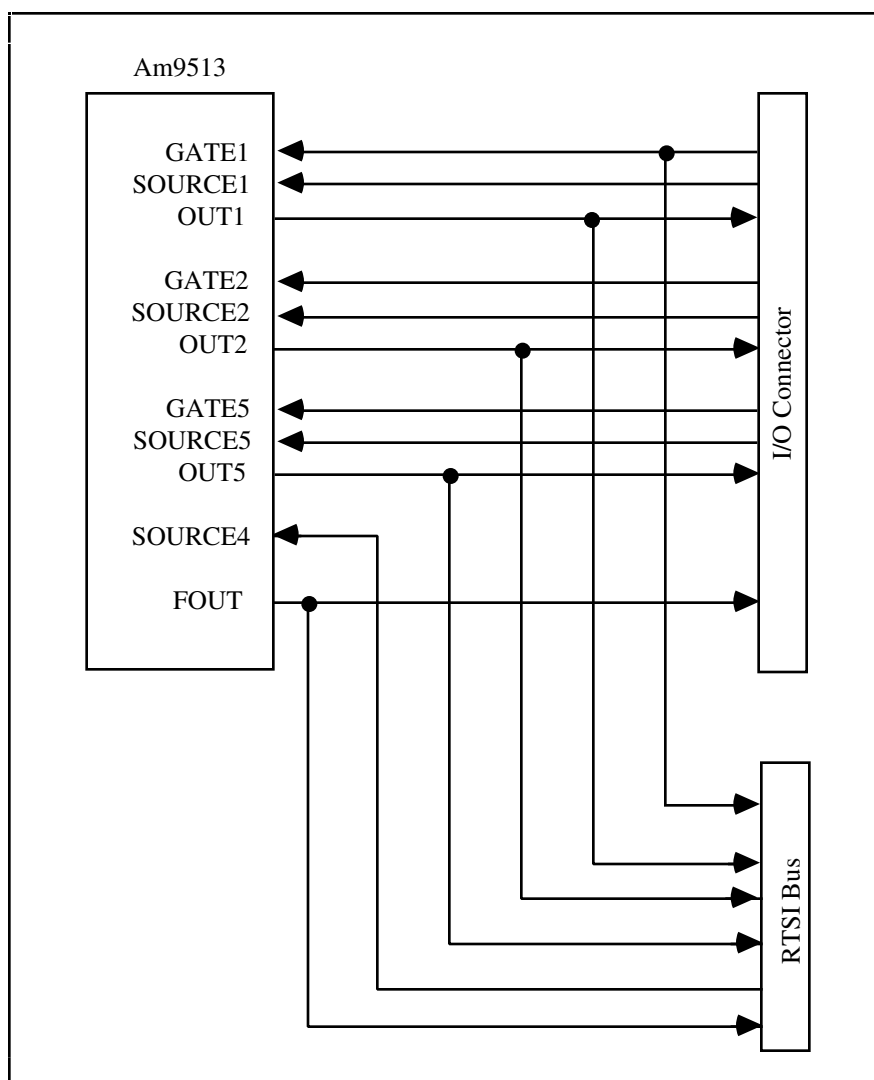 Am9513
GATE1
SOURCE1
OUT1
GATE2
SOURCE2
OUT2
GATE5
SOURCE5
OUT5
SOURCE4
FOUT
I/O Connector
RTSI Bus